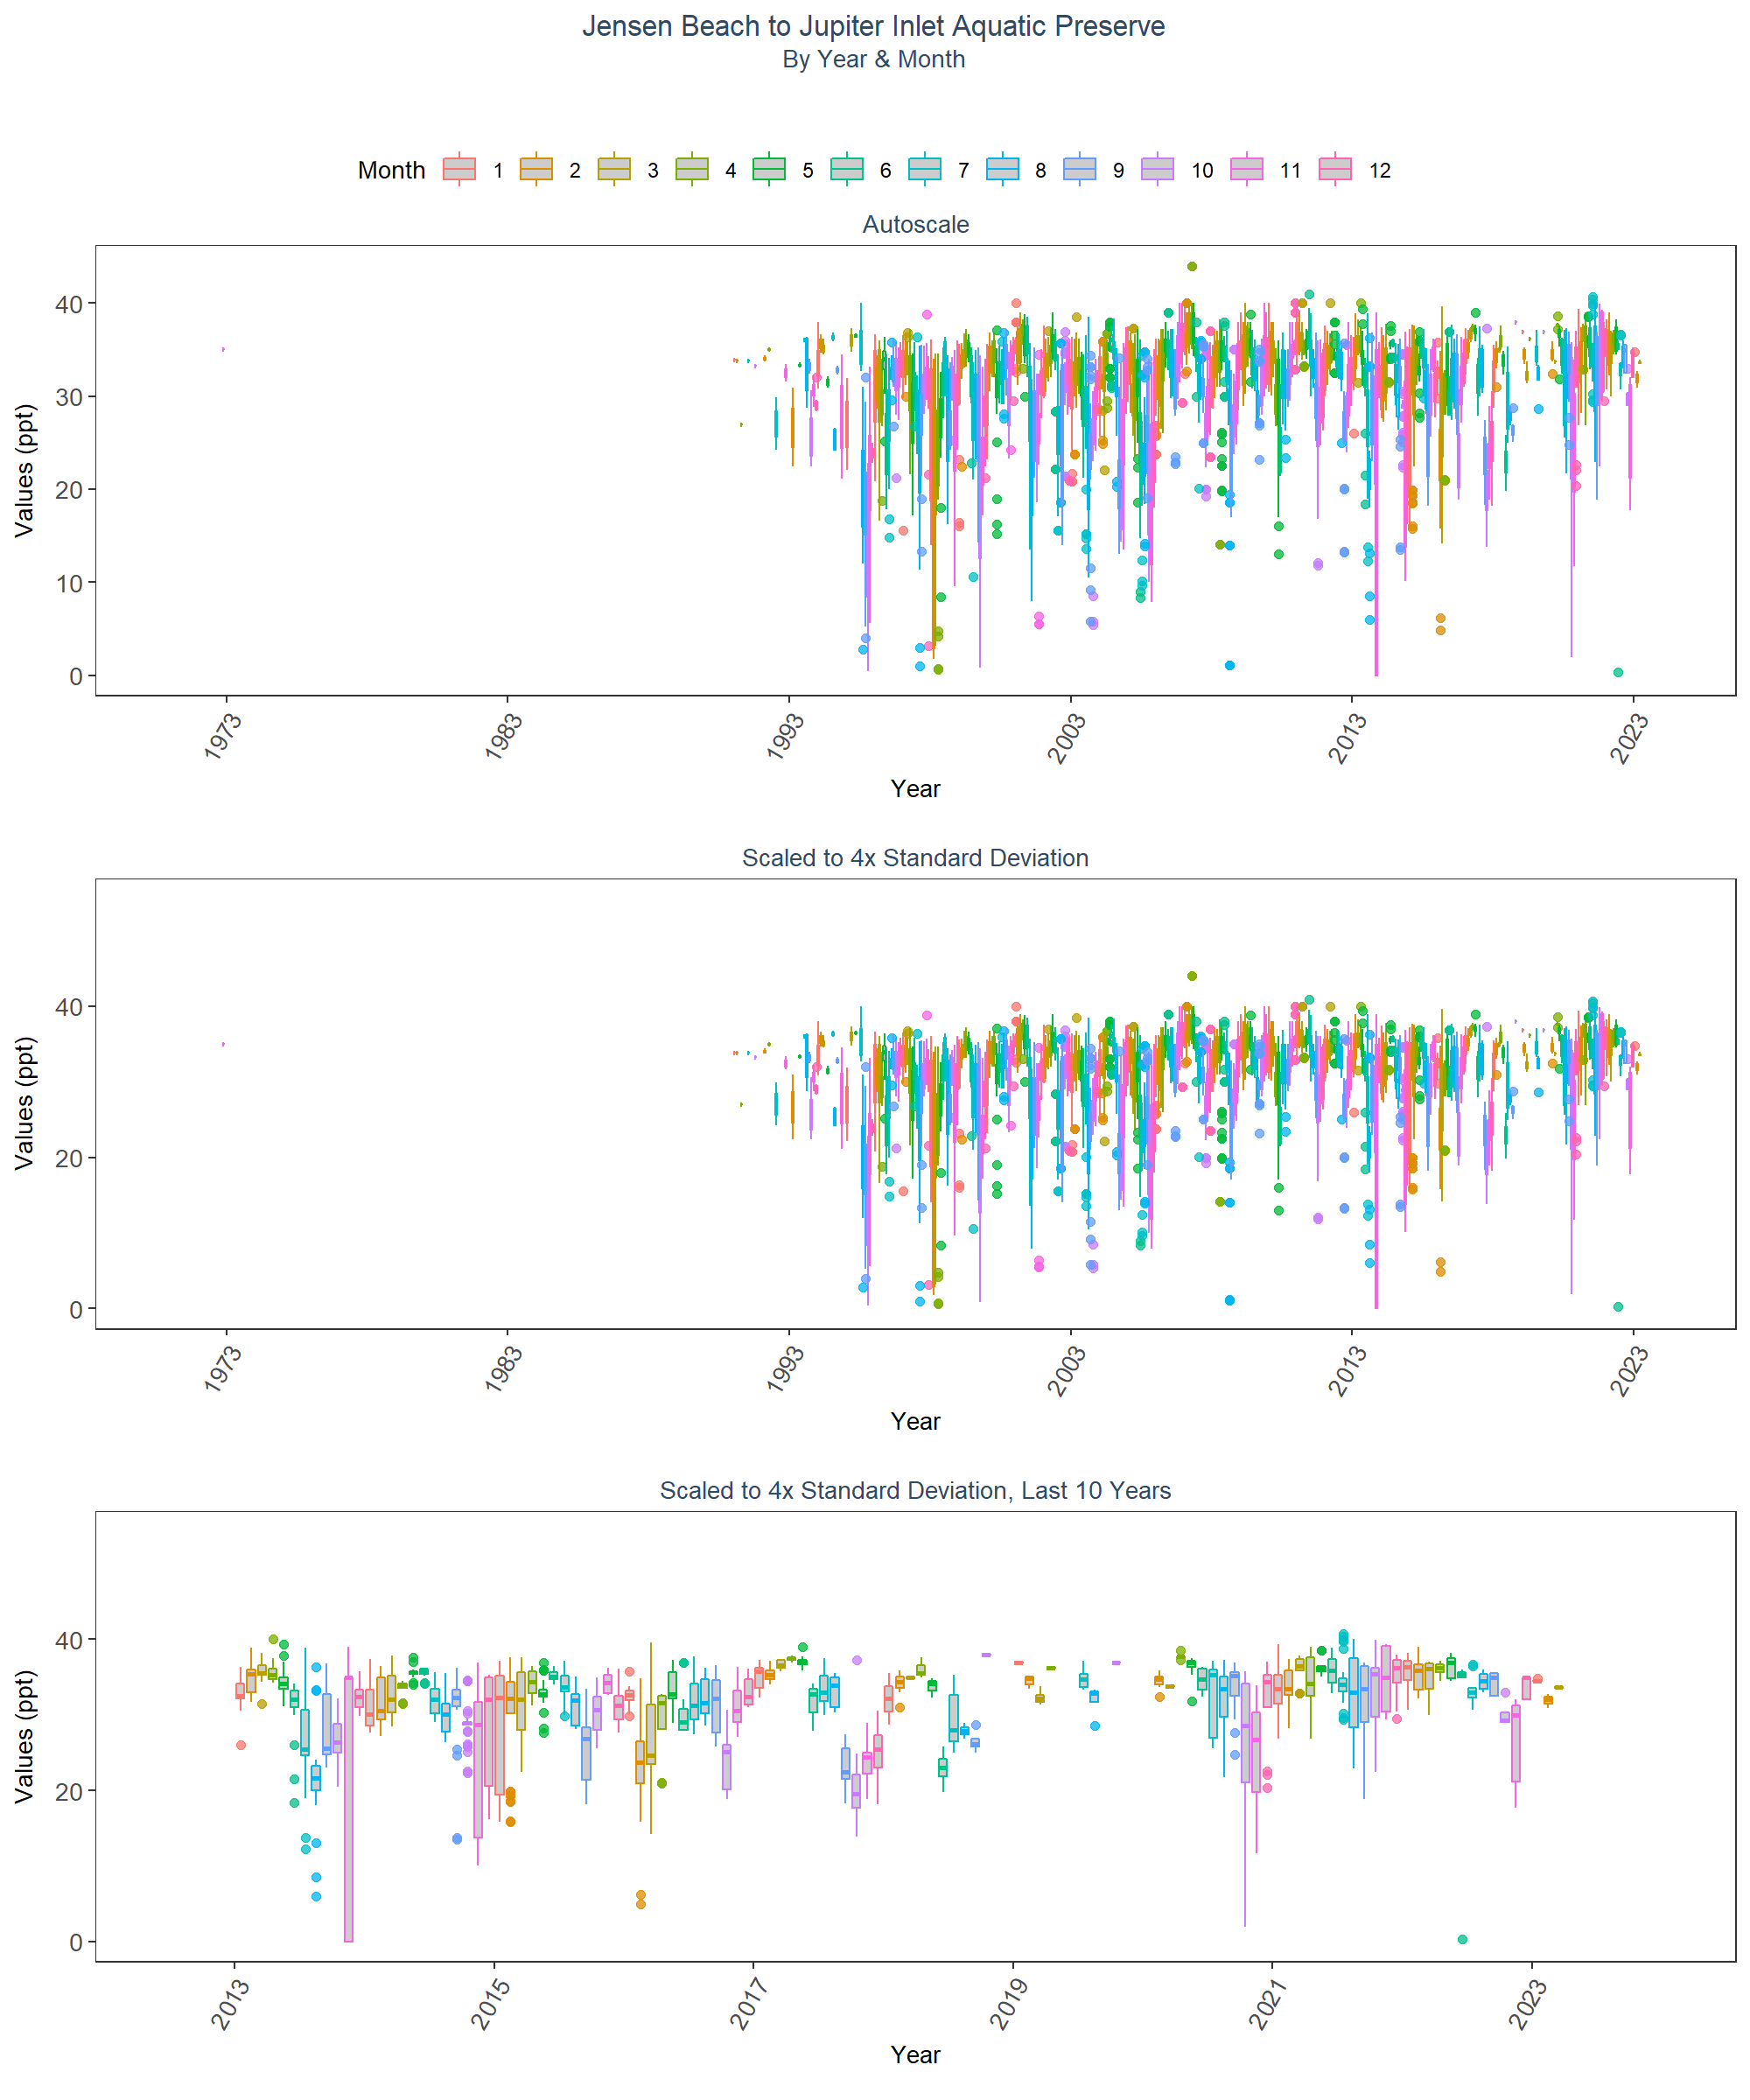 Jensen Beach to Jupiter Inlet Aquatic Preserve
By Year & Month
Month 1 2 3 4 5 6 7 8 9 10 11 12
Autoscale
Values (ppt)
40
30
20
10
0
1973 1983 1993 2003 2013 2023
Year
Scaled to 4x Standard Deviation
Values (ppt)
40
20
0
1973 1983 1993 2003 2013 2023
Year
Scaled to 4x Standard Deviation, Last 10 Years
Values (ppt)
40
20
0
2013 2015 2017 2019 2021 2023
Year